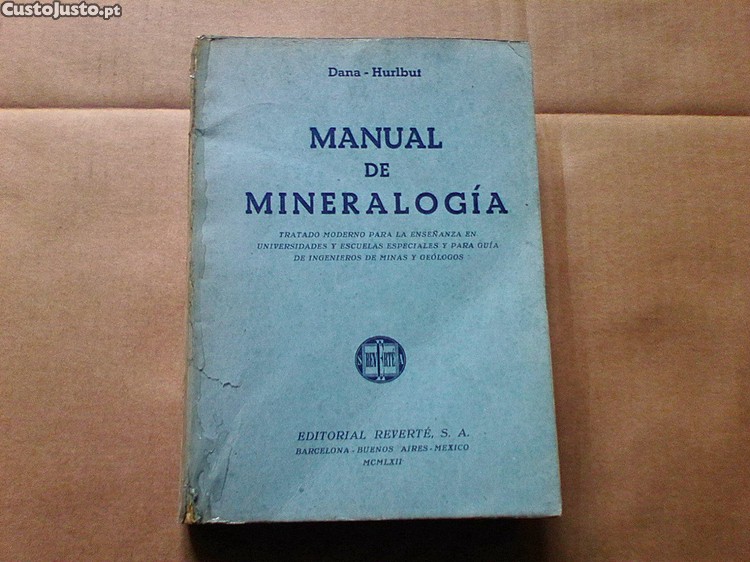 CustoJusto.pt
Dana - Hurlbut
MANUAL
DE
MINERALOGÍA
TRATADO MODERNO PARA LA ENSEÑANZA EN
UNIVERSIDADES Y ESCUELAS ESPECIALES Y PARA GUÍA
DE INGENIEROS DE MINAS Y GEÓLOGOS
S REVERTÉ A
EDITORIAL REVERTÉ, S. A.
BARCELONA - BUENOS AIRES - MEXICO
MCMLXII